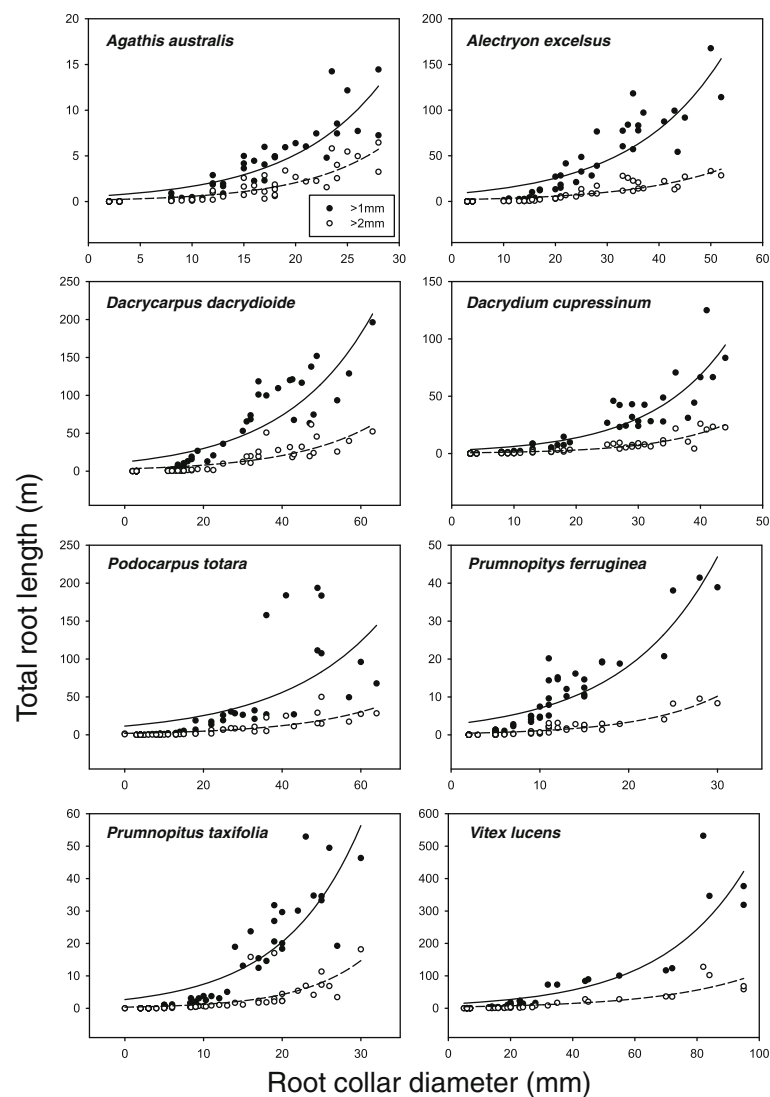 Agathis australis
20
15
10
5
0
0 5 10 15 20 25 30
>1mm
>2mm
Alectryon excelsus
200
150
100
50
0
0 10 20 30 40 50 60
Dacrycarpus dacrydioide
250
200
150
100
50
0
0 20 40 60
Dacrydium cupressinum
150
100
50
0
0 10 20 30 40 50
Podocarpus totara
250
200
150
100
50
0
0 20 40 60
Prumnopitys ferruginea
50
40
30
20
10
0
0 10 20 30
Prumnopitus taxifolia
60
50
40
30
20
10
0
0 10 20 30
Vitex lucens
600
500
400
300
200
100
0
0 20 40 60 80 100
Total root length (m)
Root collar diameter (mm)